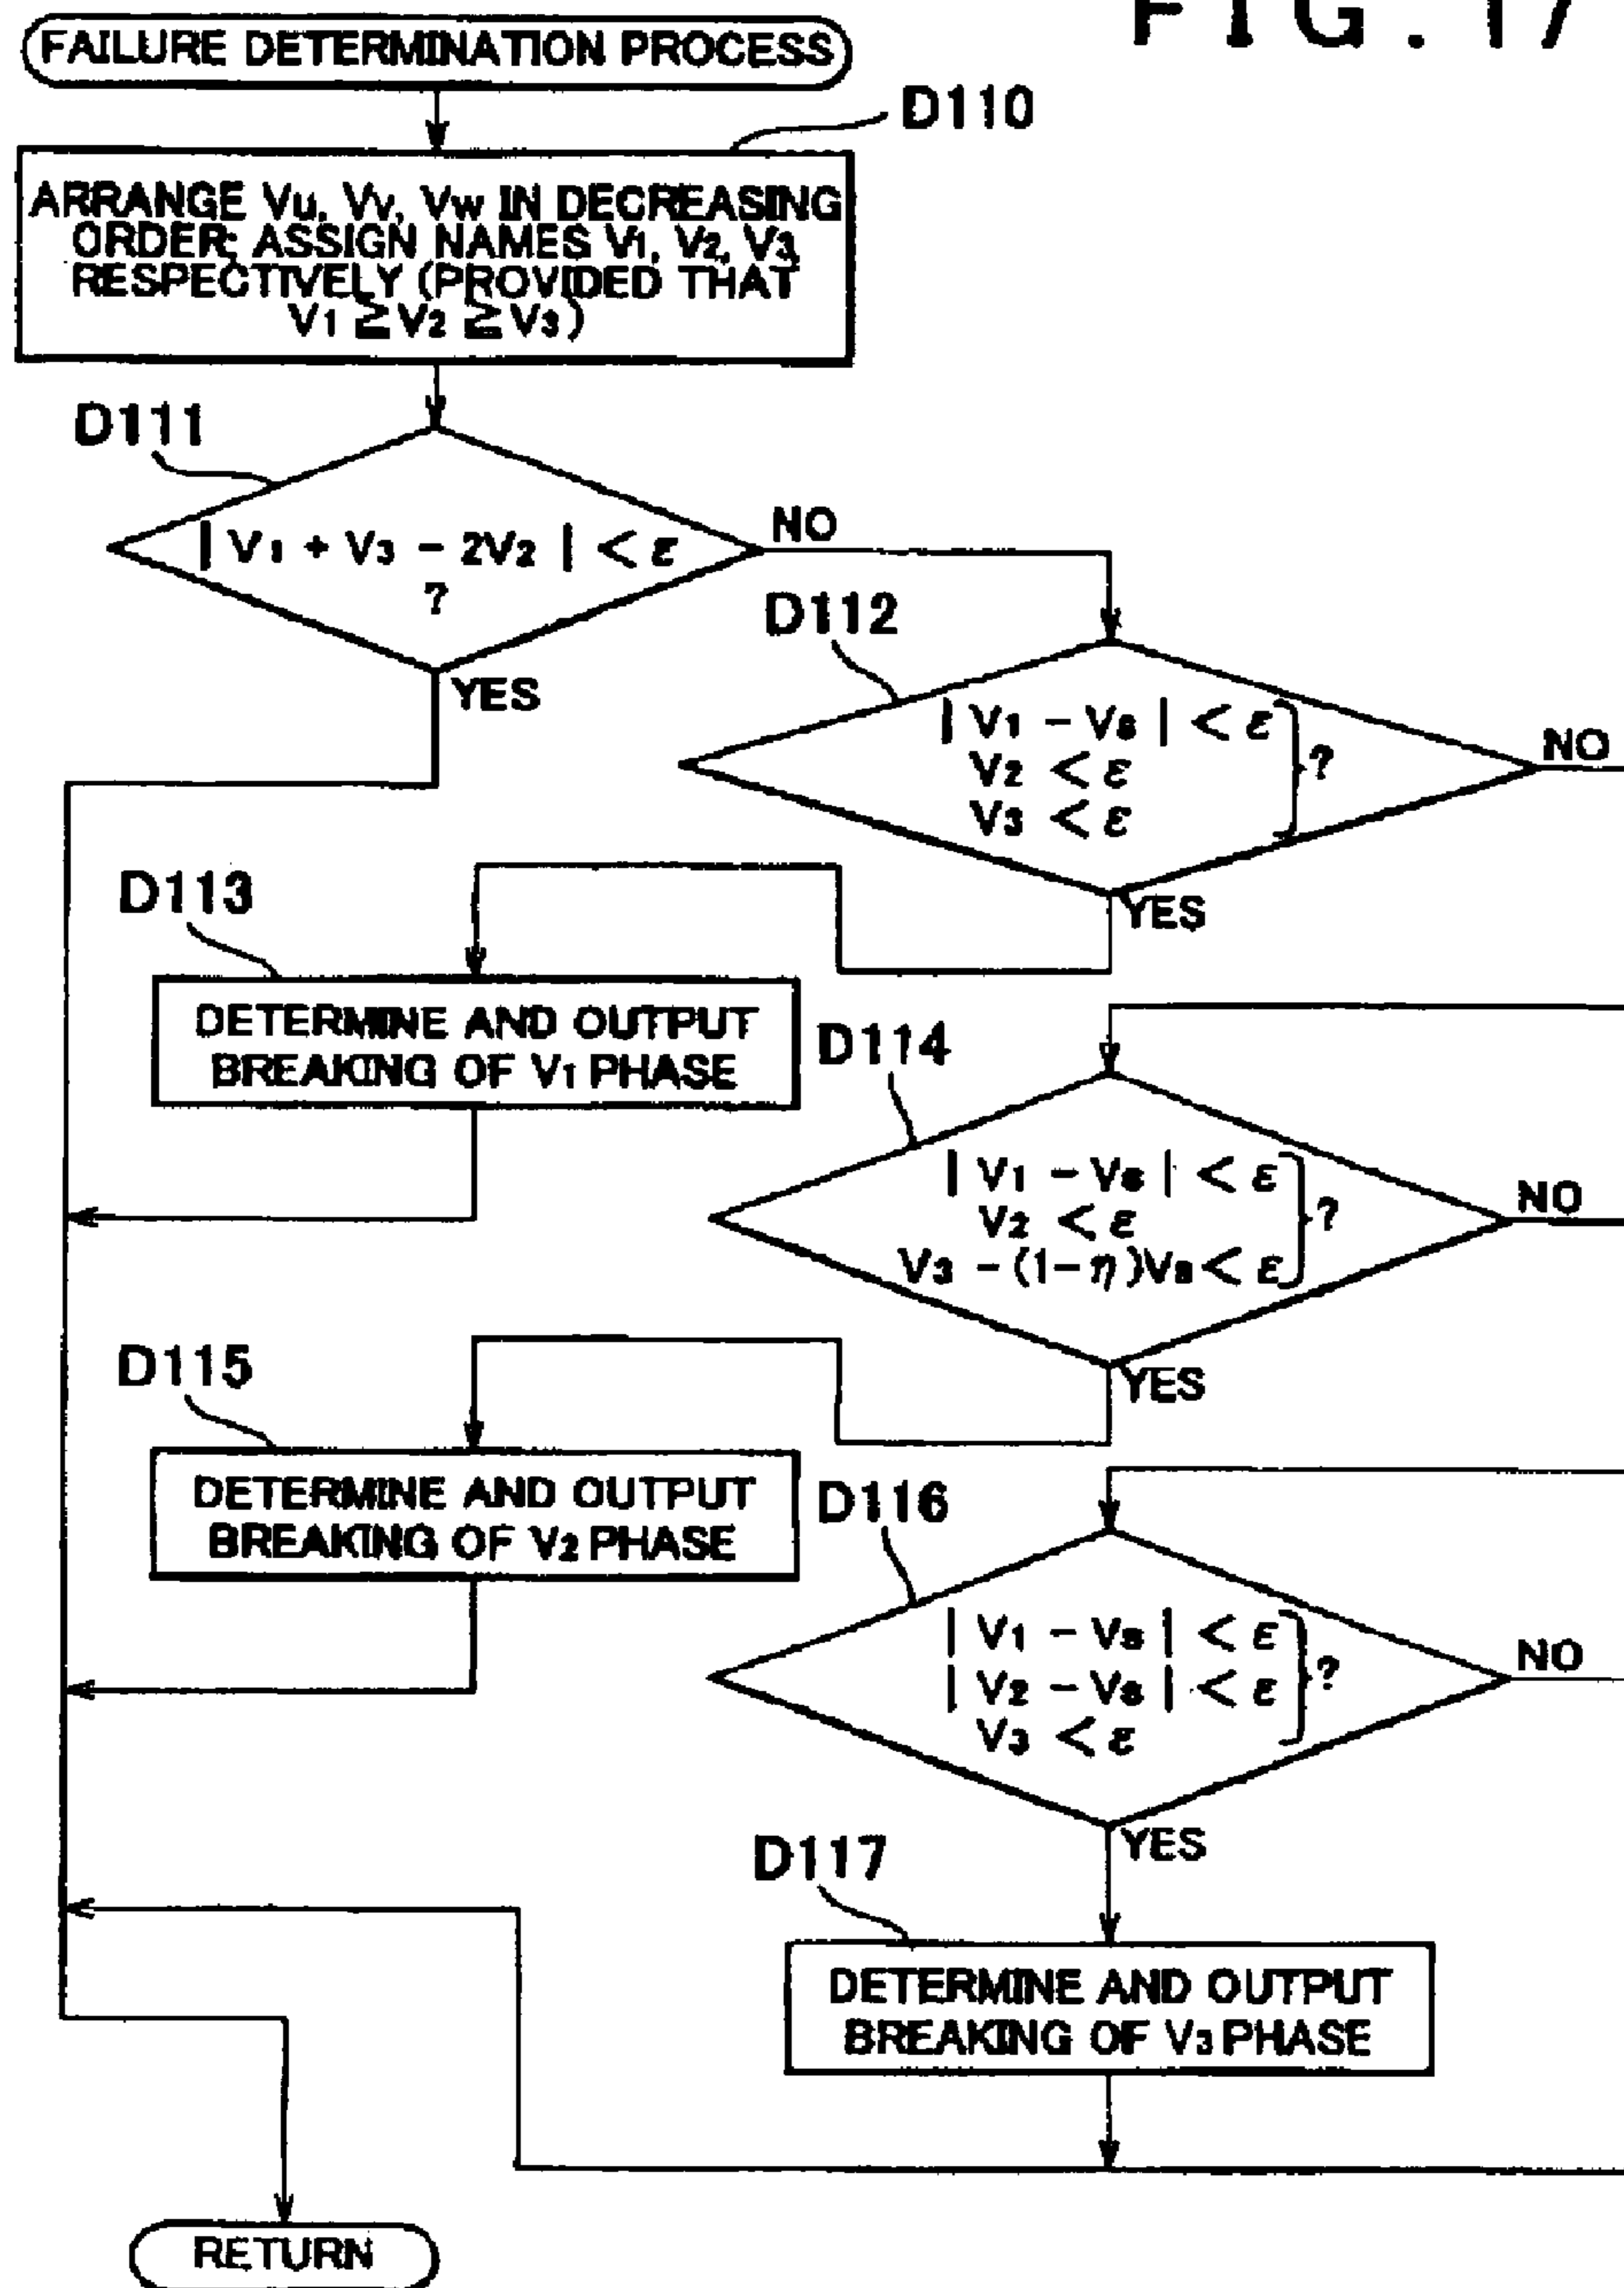 FIG. 17
FAILURE DETERMINATION PROCESS
D110
ARRANGE Vu, Vv, Vw IN DECREASING
ORDER; ASSIGN NAMES V1, V2, V3,
RESPECTIVELY (PROVIDED THAT
V1 ≧ V2 ≧ V3)
D111
| V1 + V3 − 2V2 | < ε
?
NO
YES
D112
| V1 − Vs | < ε
V2 < ε
V3 < ε
?
NO
YES
D113
DETERMINE AND OUTPUT
BREAKING OF V1 PHASE
D114
| V1 − Vs | < ε
V2 < ε
V3 − (1−η)Vs < ε
?
NO
YES
D115
DETERMINE AND OUTPUT
BREAKING OF V2 PHASE
D116
| V1 − Vs | < ε
| V2 − Vs | < ε
V3 < ε
?
NO
YES
D117
DETERMINE AND OUTPUT
BREAKING OF V3 PHASE
RETURN